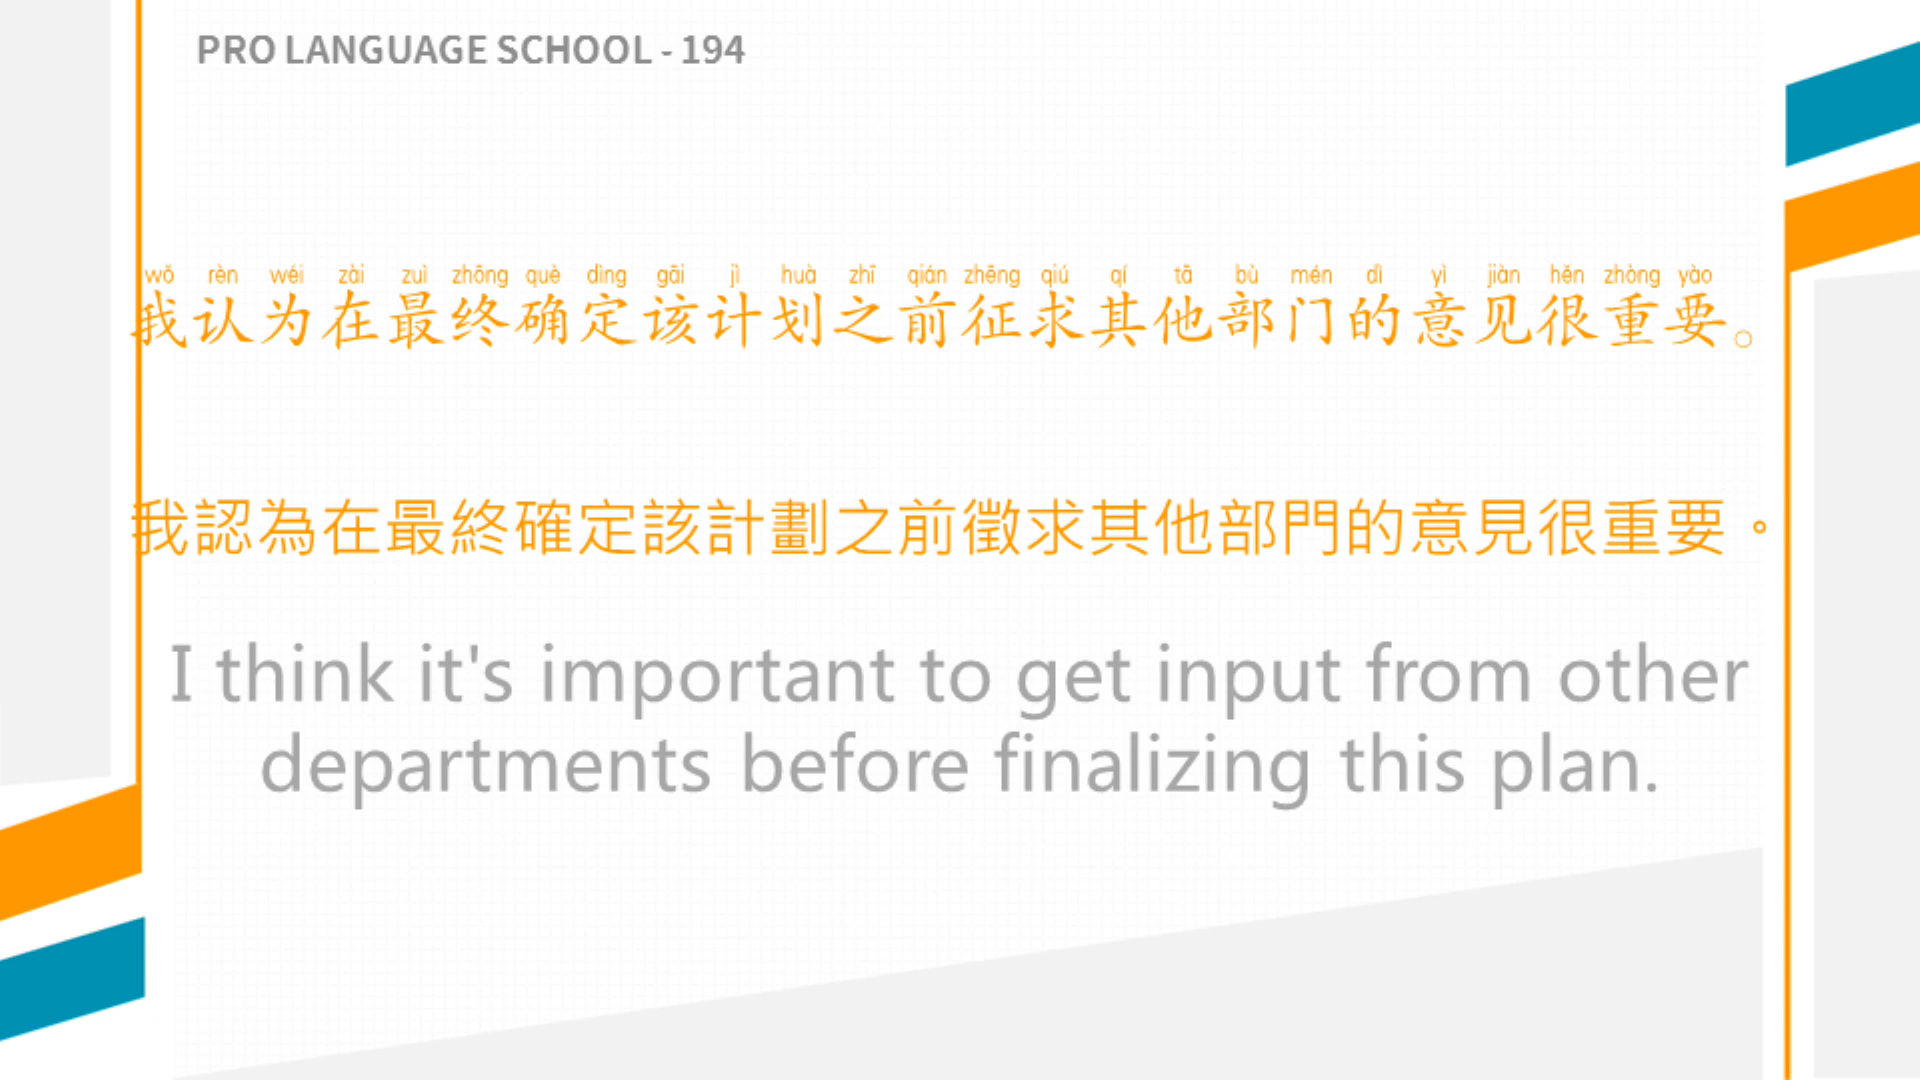 PRO LANGUAGE SCHOOL - 194
wǒ rèn wéi zài zuì zhōng què dìng gāi jì huà zhī qián zhēng qiú qí tā bù mén dì yì jiàn hěn zhòng yào
我认为在最终确定该计划之前征求其他部门的意见很重要。
我認為在最終確定該計劃之前徵求其他部門的意見很重要。
I think it's important to get input from other
departments before finalizing this plan.